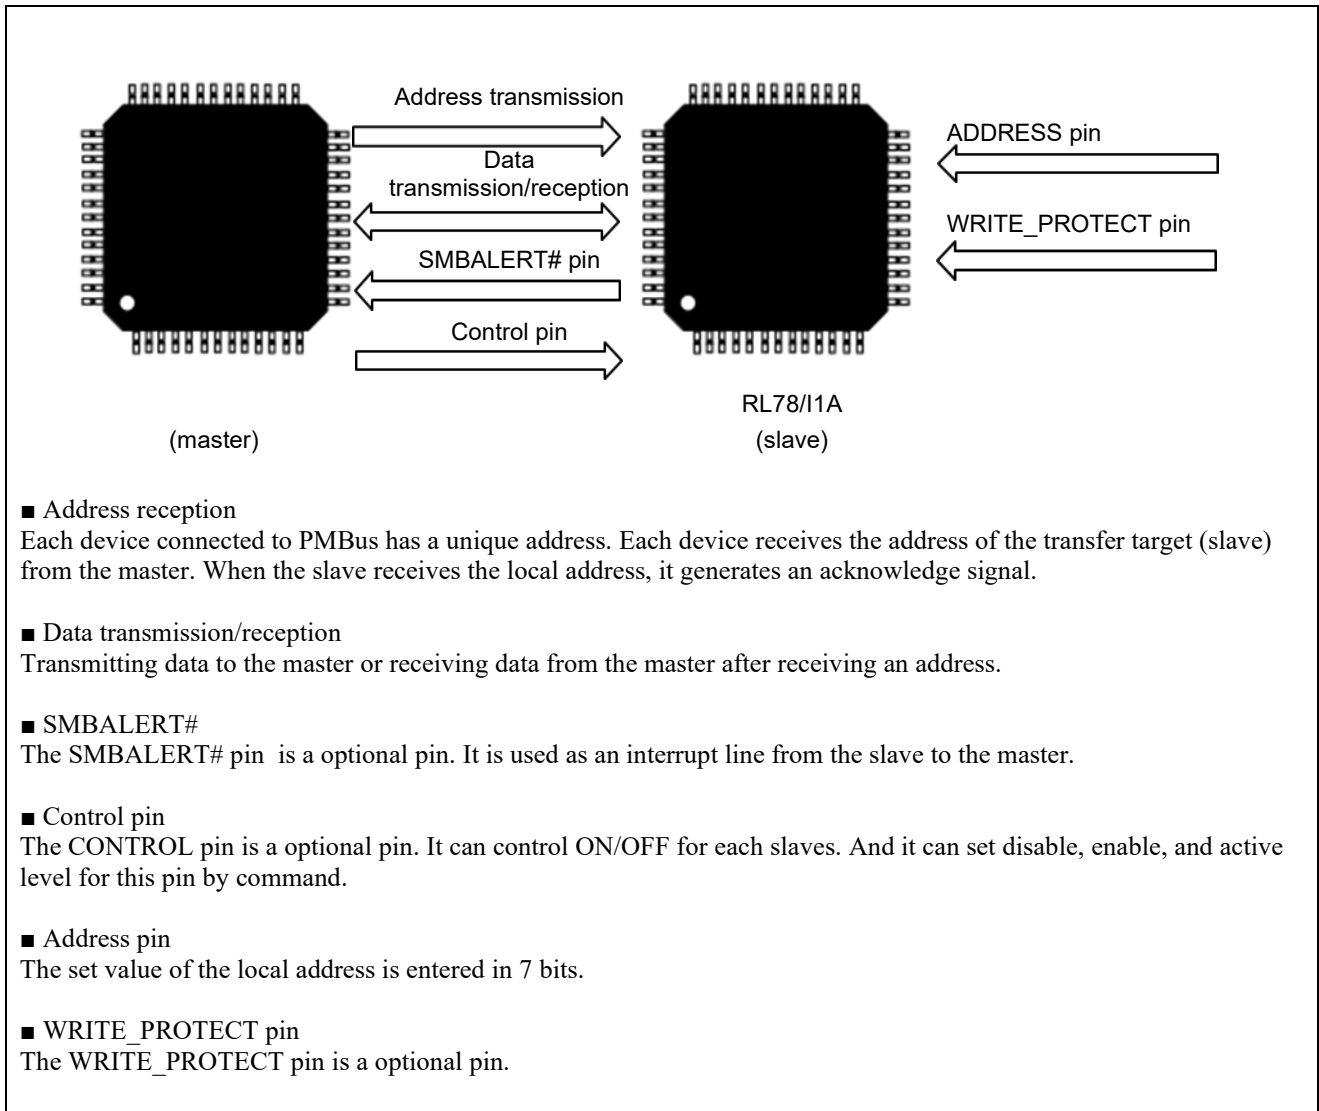 Address transmission
Data
transmission/reception
SMBALERT# pin
Control pin
ADDRESS pin
WRITE_PROTECT pin
RL78/I1A
(master)
(slave)
■ Address reception
Each device connected to PMBus has a unique address. Each device receives the address of the transfer target (slave)
from the master. When the slave receives the local address, it generates an acknowledge signal.
■ Data transmission/reception
Transmitting data to the master or receiving data from the master after receiving an address.
■ SMBALERT#
The SMBALERT# pin  is a optional pin. It is used as an interrupt line from the slave to the master.
■ Control pin
The CONTROL pin is a optional pin. It can control ON/OFF for each slaves. And it can set disable, enable, and active
level for this pin by command.
■ Address pin
The set value of the local address is entered in 7 bits.
■ WRITE_PROTECT pin
The WRITE_PROTECT pin is a optional pin.